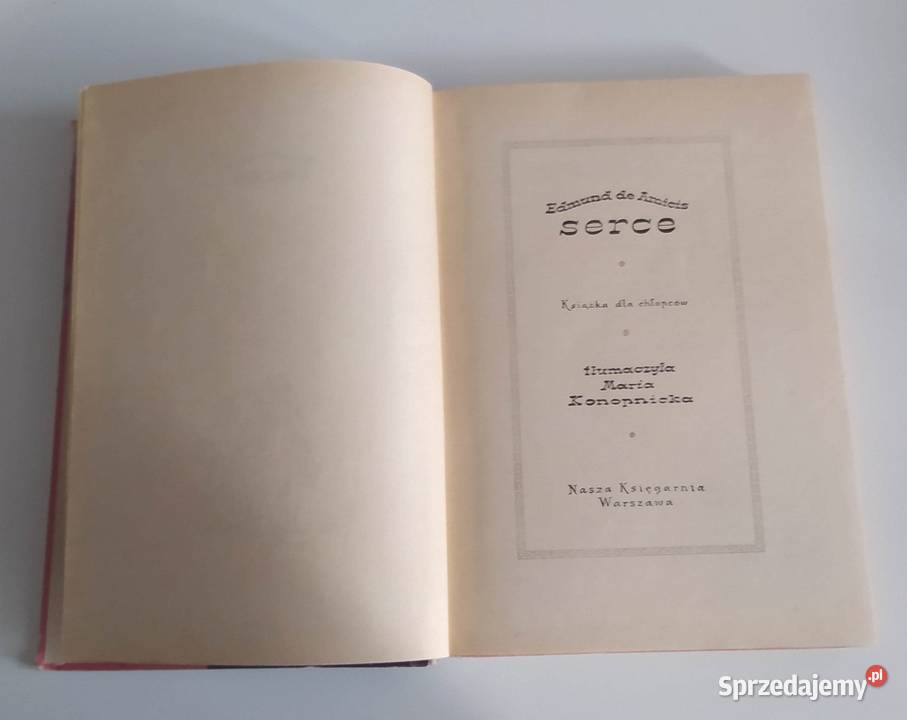 Edmund de Amicis
serce
Książka dla chłopców
tłumaczyła
Maria
Konopnicka
Nasza Księgarnia
Warszawa
Sprzedajemy.pl